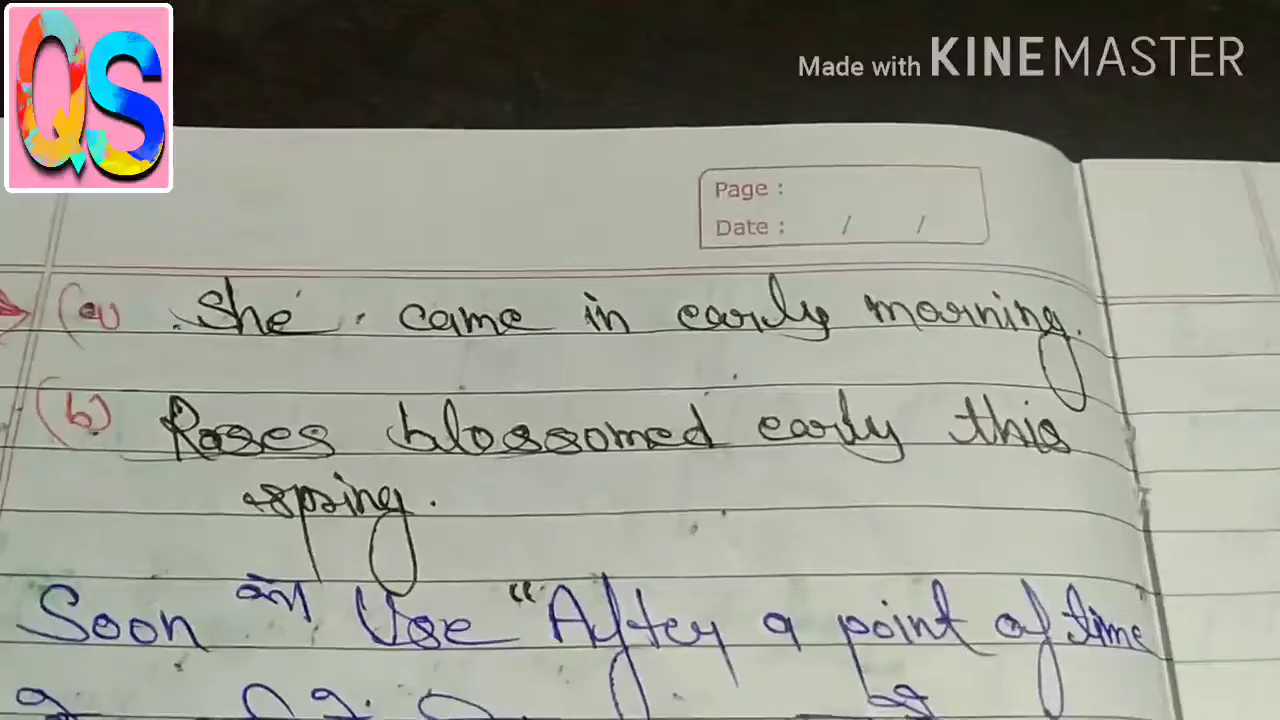 QS
Made with KINEMASTER
Page :
Date : / /
(a) She came in early morning.
(b) Roses blossomed early this
spring.
Soon का Use "After a point of time